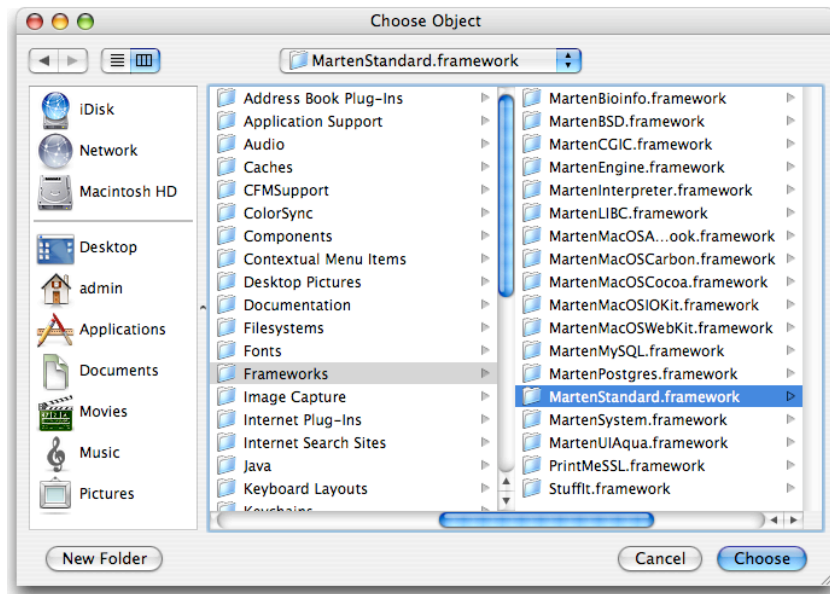 Choose Object
MartenStandard.framework
iDisk
Network
Macintosh HD
Desktop
admin
Applications
Documents
Movies
Music
Pictures
Address Book Plug-Ins
Application Support
Audio
Caches
CFMSupport
ColorSync
Components
Contextual Menu Items
Desktop Pictures
Documentation
Filesystems
Fonts
Frameworks
Image Capture
Internet Plug-Ins
Internet Search Sites
Java
Keyboard Layouts
Keychains
MartenBioinfo.framework
MartenBSD.framework
MartenCGIC.framework
MartenEngine.framework
MartenInterpreter.framework
MartenLIBC.framework
MartenMacOSA...ook.framework
MartenMacOSCarbon.framework
MartenMacOSCocoa.framework
MartenMacOSIOKit.framework
MartenMacOSWebKit.framework
MartenMySQL.framework
MartenPostgres.framework
MartenStandard.framework
MartenSystem.framework
MartenUIAqua.framework
PrintMeSSL.framework
StuffIt.framework
New Folder
Cancel
Choose